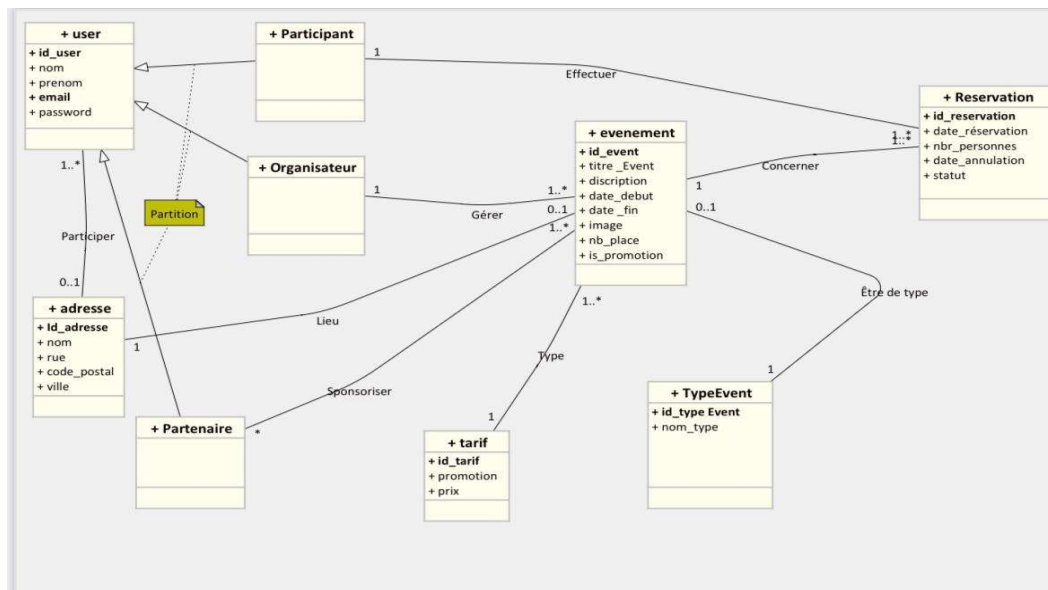 + user
+ id_user
+ nom
+ prenom
+ email
+ password
+ Participant
1
Effectuer
+ Reservation
+ id_reservation
+ date_réservation
+ nbr_personnes
+ date_annulation
+ statut
1..*
1..*
+ evenement
+ id_event
+ titre _Event
+ discription
+ date_debut
+ date _fin
+ image
+ nb_place
+ is_promotion
Concerner
1
0..1
+ Organisateur
1
Gérer
1..*
0..1
1..*
1..*
Partition
Participer
0..1
+ adresse
+ Id_adresse
+ nom
+ rue
+ code_postal
+ ville
1
Lieu
Être de type
1..*
Type
Sponsoriser
1
+ TypeEvent
+ id_type Event
+ nom_type
+ Partenaire
*
1
+ tarif
+ id_tarif
+ promotion
+ prix